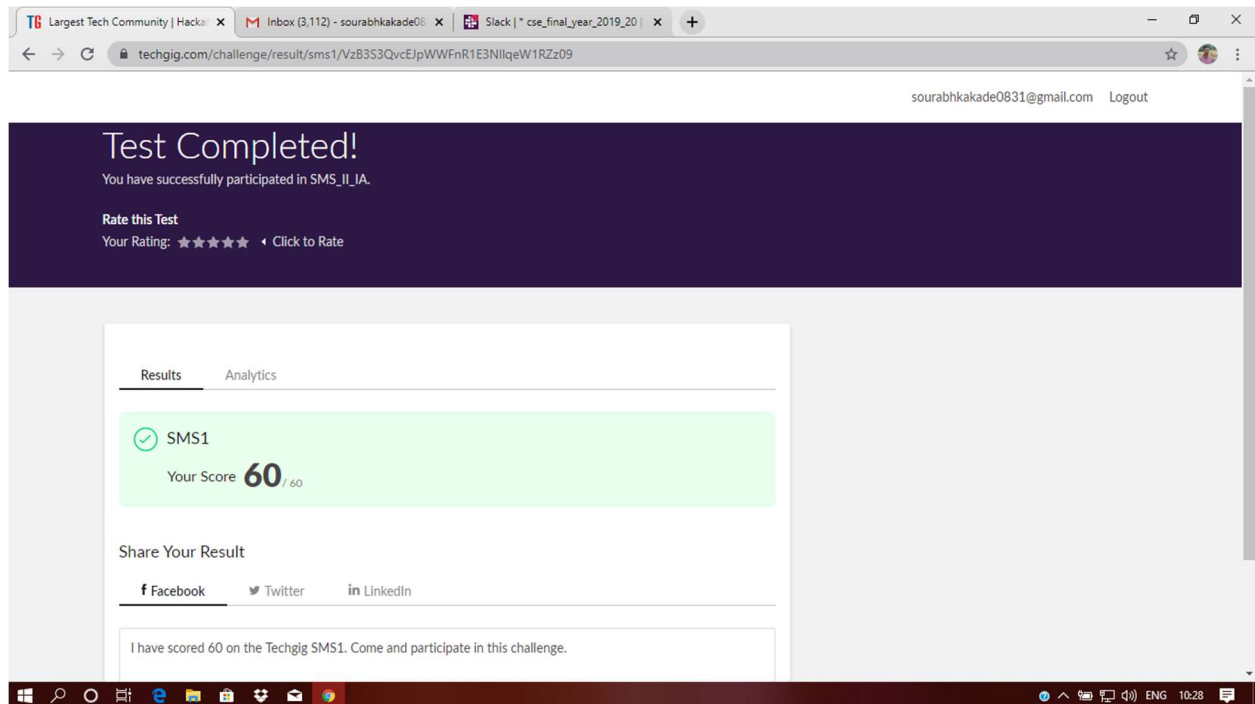 TG Largest Tech Community | Hacka
Inbox (3,112) - sourabhkakade08
Slack | * cse_final_year_2019_20 |
techgig.com/challenge/result/sms1/
sourabhkakade0831@gmail.com Logout
Test Completed!
You have successfully participated in SMS_II_IA.
Rate this Test
Your Rating: Click to Rate
Results Analytics
SMS1
Your Score 60 / 60
Share Your Result
f Facebook Twitter in LinkedIn
I have scored 60 on the Techgig SMS1. Come and participate in this challenge.
ENG 10:28